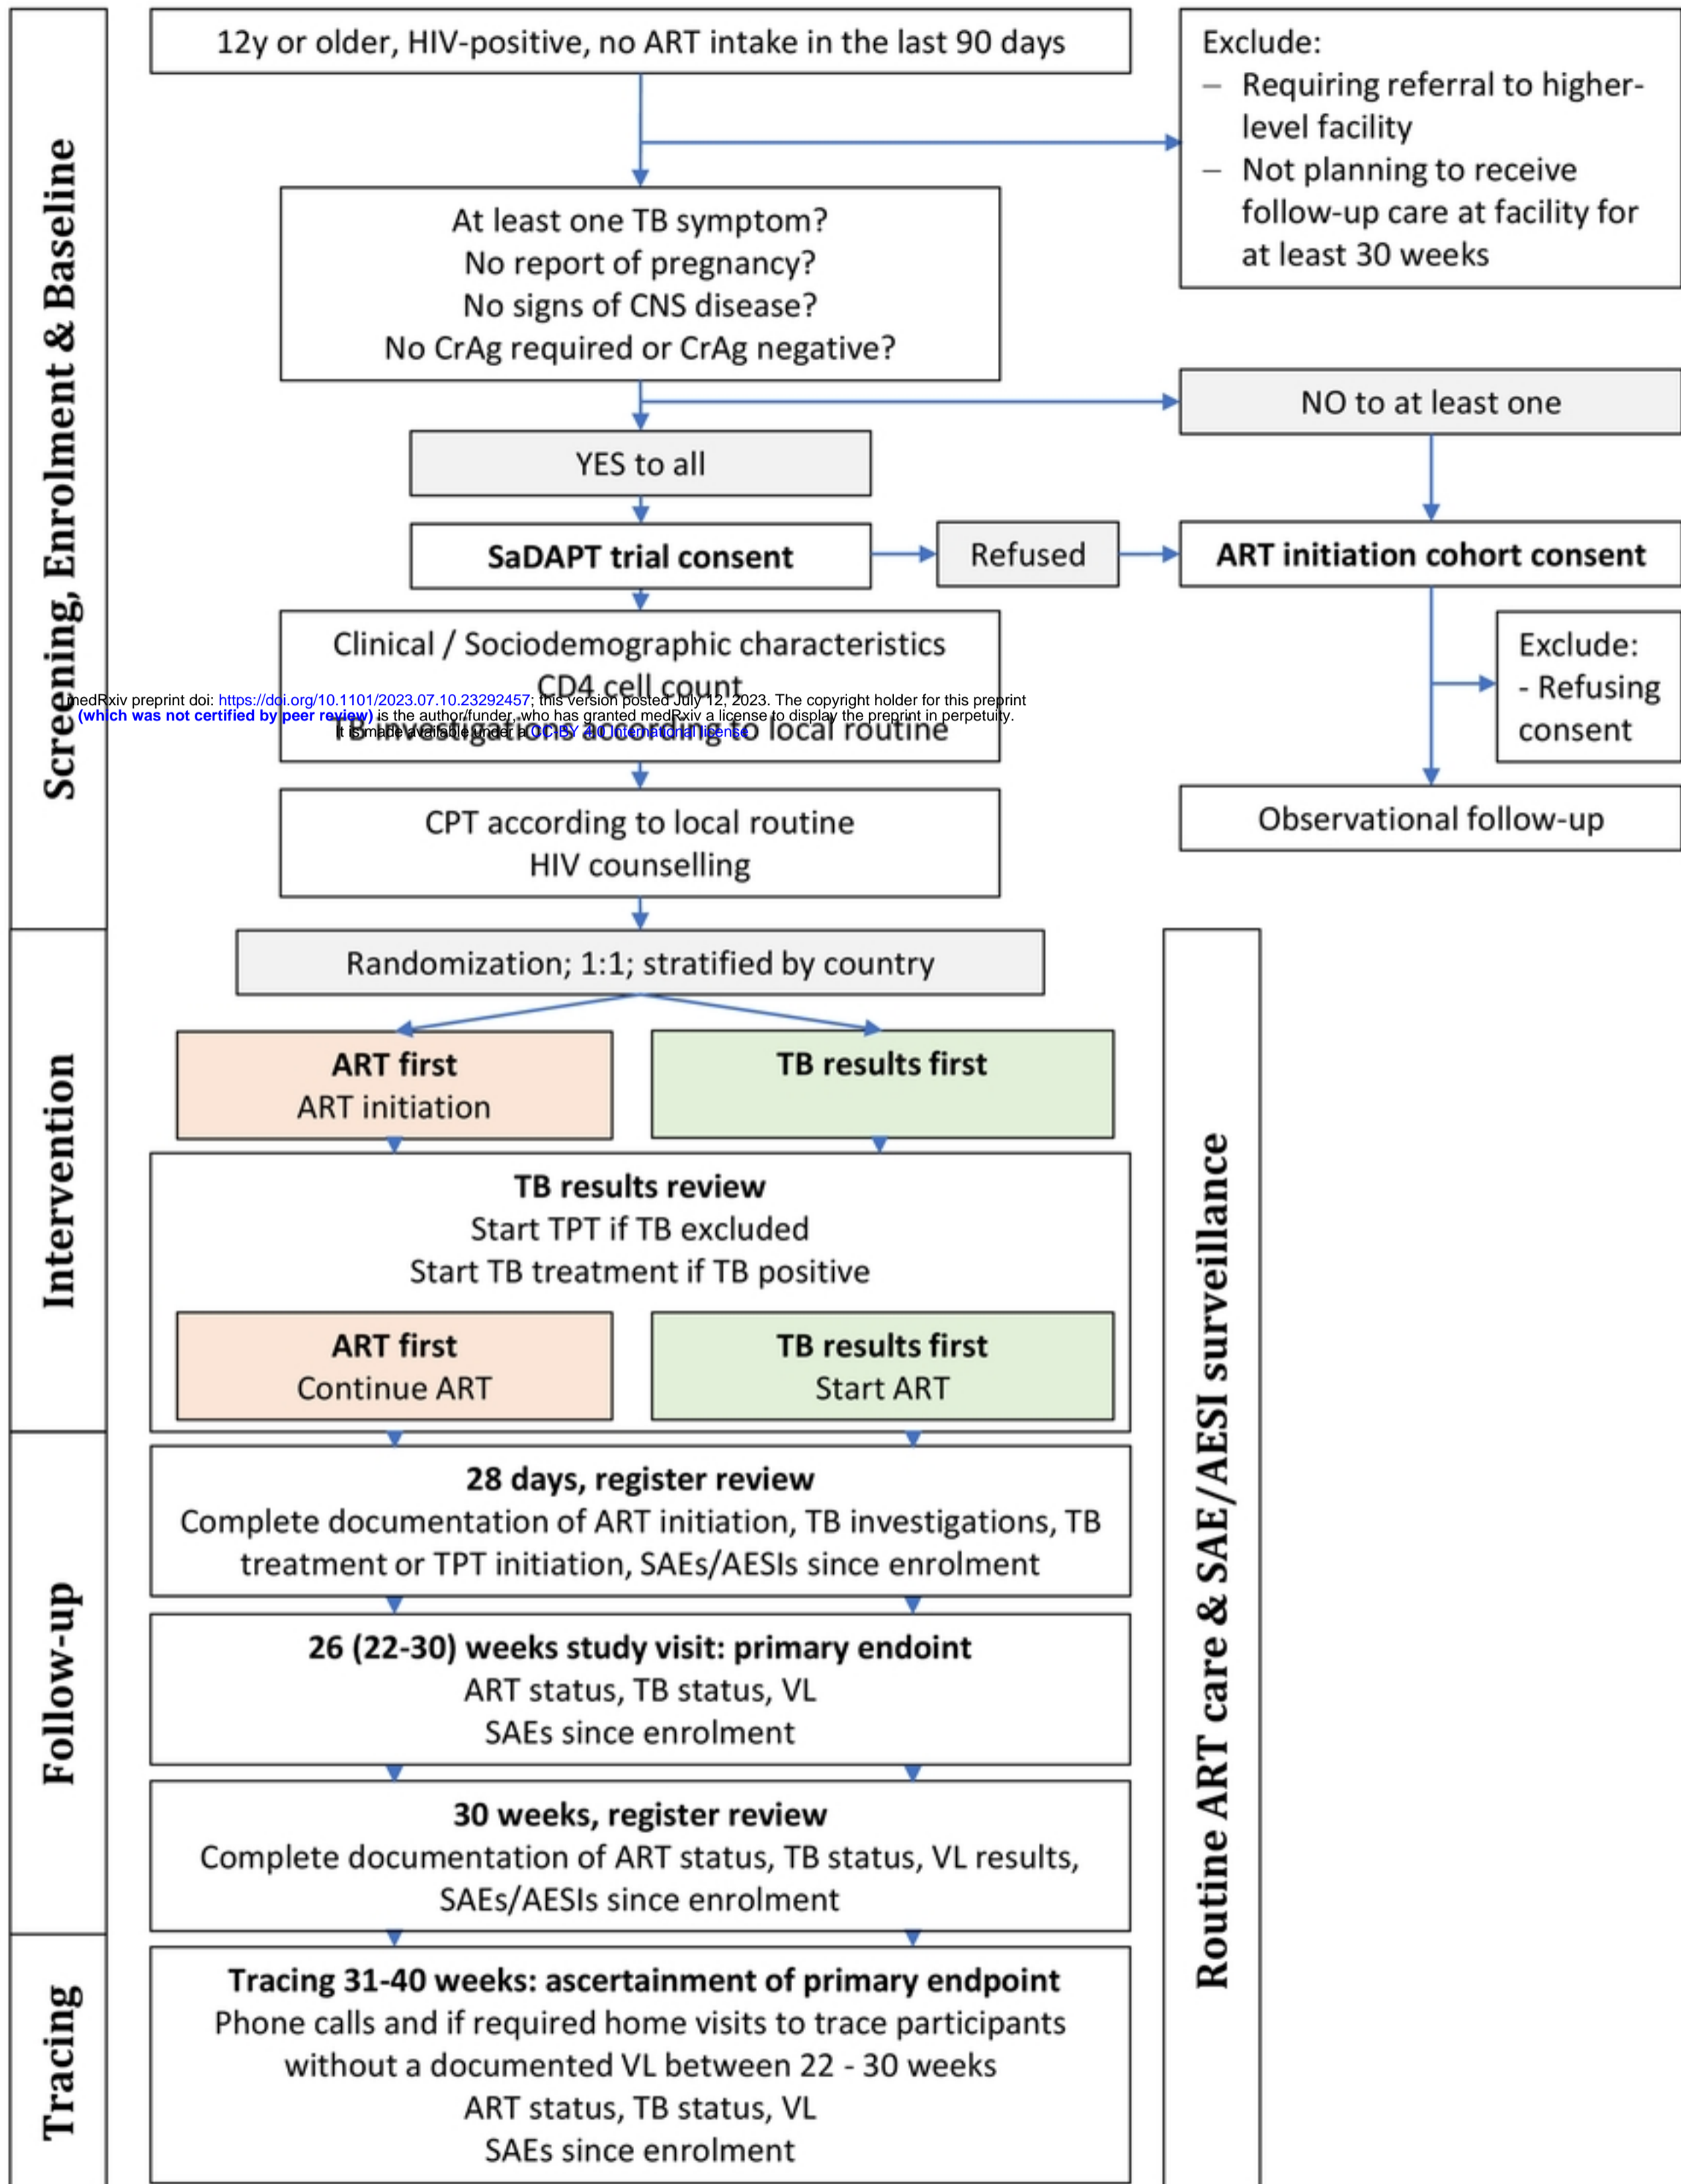 12y or older, HIV-positive, no ART intake in the last 90 days
Exclude:
– Requiring referral to higher-
level facility
– Not planning to receive
follow-up care at facility for
at least 30 weeks
Screening, Enrolment & Baseline
At least one TB symptom?
No report of pregnancy?
No signs of CNS disease?
No CrAg required or CrAg negative?
NO to at least one
YES to all
SaDAPT trial consent
Refused
ART initiation cohort consent
Clinical / Sociodemographic characteristics
CD4 cell count
TB investigations according to local routine
medRxiv preprint doi: https://doi.org/10.1101/2023.07.10.23292457; this version posted July 12, 2023. The copyright holder for this preprint
(which was not certified by peer review) is the author/funder, who has granted medRxiv a license to display the preprint in perpetuity.
It is made available under a CC-BY 4.0 International license
Exclude:
- Refusing
consent
CPT according to local routine
HIV counselling
Observational follow-up
Intervention
Randomization; 1:1; stratified by country
ART first
ART initiation
TB results first
TB results review
Start TPT if TB excluded
Start TB treatment if TB positive
ART first
Continue ART
TB results first
Start ART
Routine ART care & SAE/AESI surveillance
Follow-up
28 days, register review
Complete documentation of ART initiation, TB investigations, TB
treatment or TPT initiation, SAEs/AESIs since enrolment
26 (22-30) weeks study visit: primary endoint
ART status, TB status, VL
SAEs since enrolment
30 weeks, register review
Complete documentation of ART status, TB status, VL results,
SAEs/AESIs since enrolment
Tracing
Tracing 31-40 weeks: ascertainment of primary endpoint
Phone calls and if required home visits to trace participants
without a documented VL between 22 - 30 weeks
ART status, TB status, VL
SAEs since enrolment